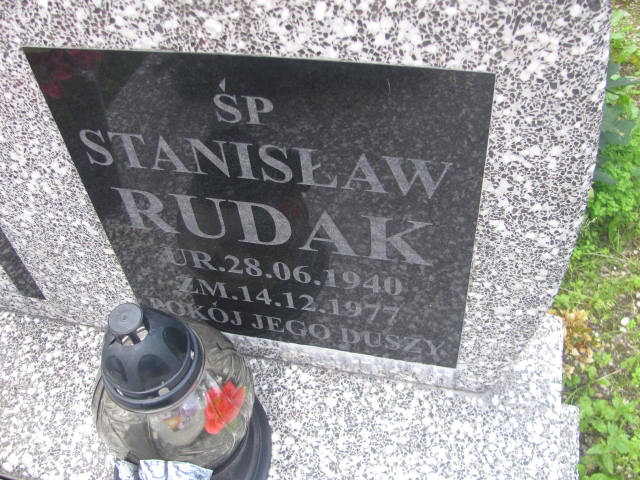 ŚP
STANISŁAW
RUDAK
UR.28.06.1940
ZM.14.12.1977
POKÓJ JEGO DUSZY